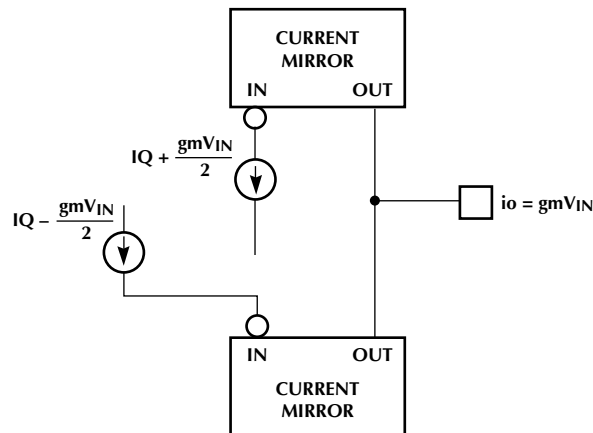 CURRENT
MIRROR
IN OUT
IQ + gmVIN
2
IQ – gmVIN
2
io = gmVIN
IN OUT
CURRENT
MIRROR